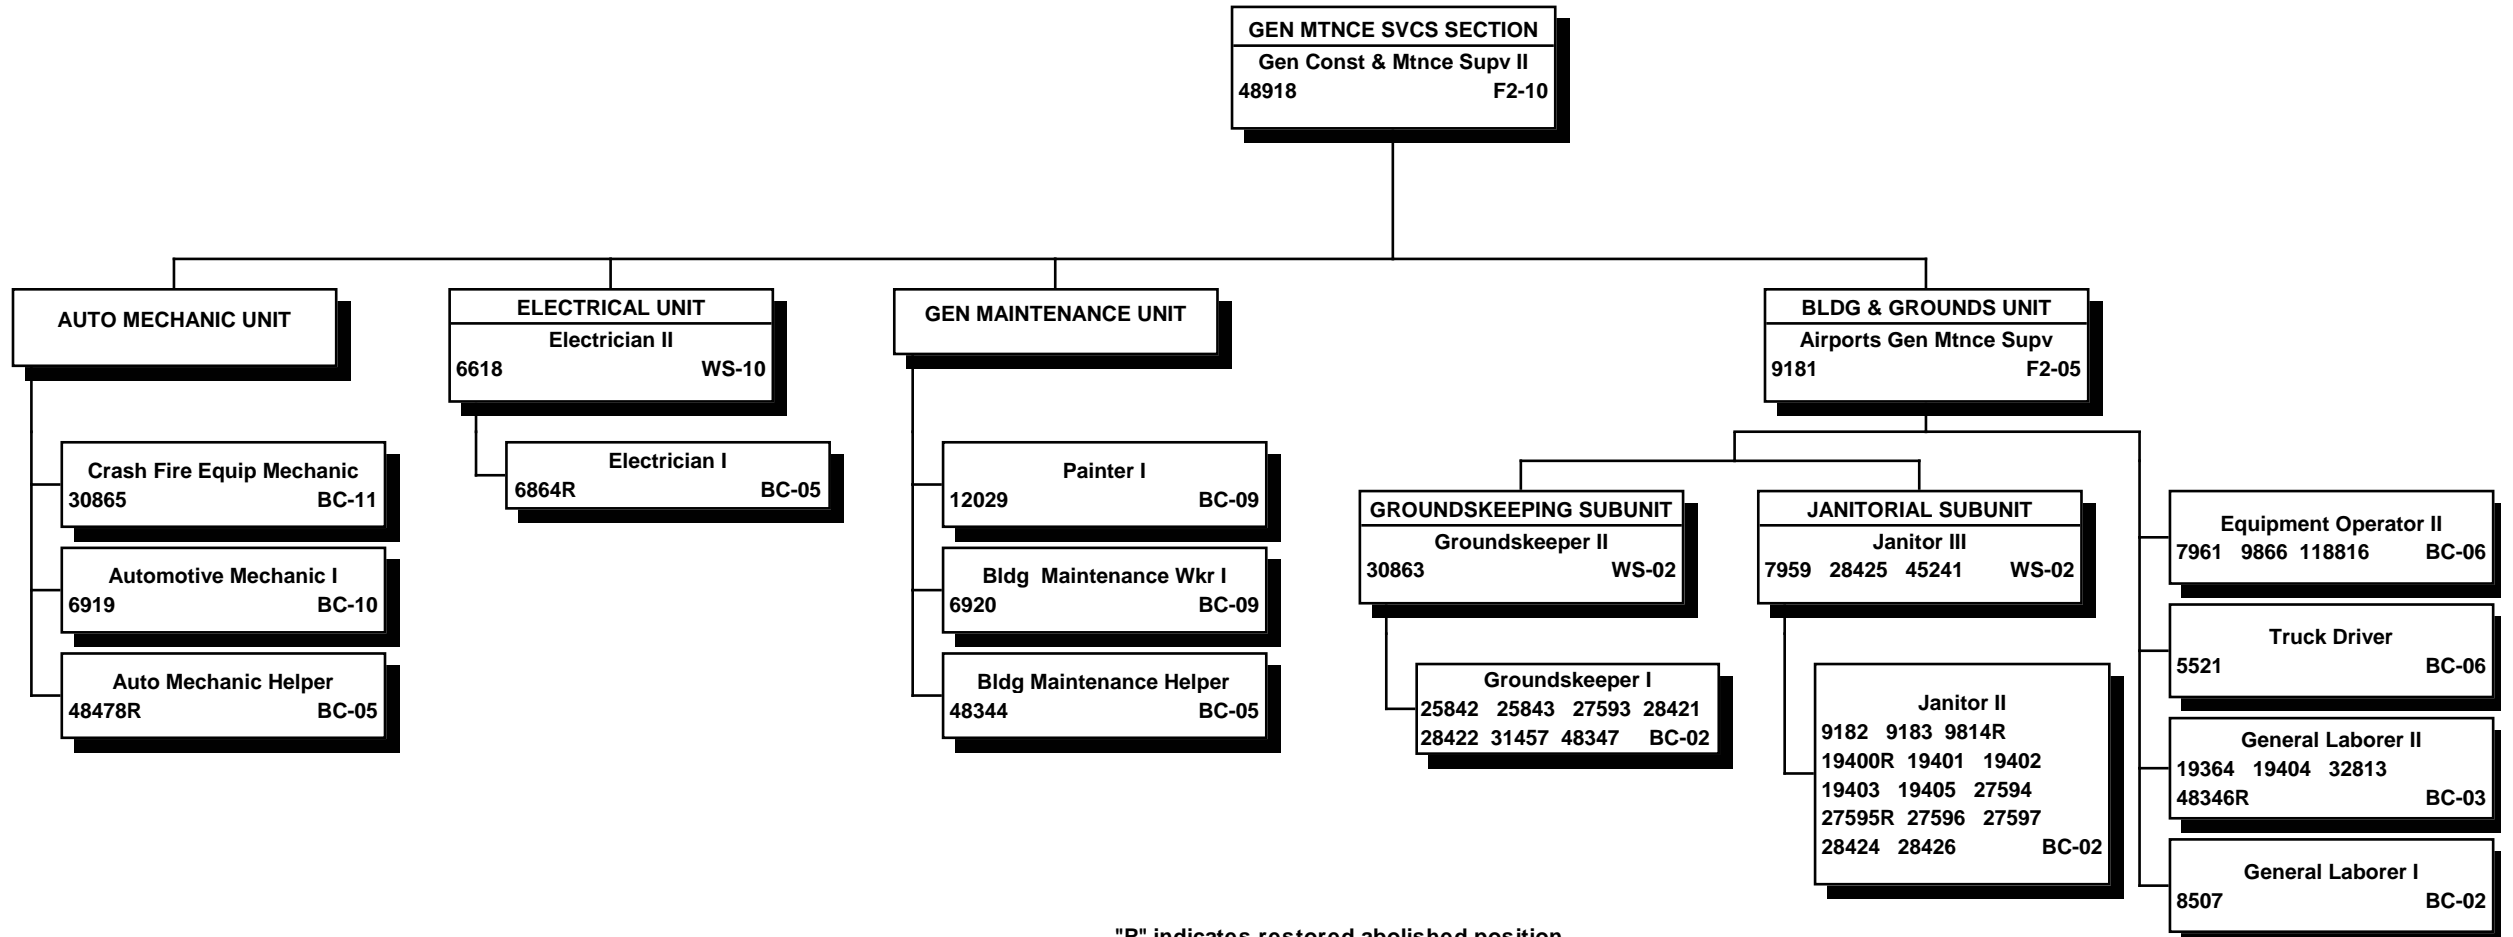 GEN MTNCE SVCS SECTION
Gen Const & Mtnce Supv II
48918 F2-10
AUTO MECHANIC UNIT
Crash Fire Equip Mechanic
30865 BC-11
Automotive Mechanic I
6919 BC-10
Auto Mechanic Helper
48478R BC-05
ELECTRICAL UNIT
Electrician II
6618 WS-10
Electrician I
6864R BC-05
GEN MAINTENANCE UNIT
Painter I
12029 BC-09
Bldg Maintenance Wkr I
6920 BC-09
Bldg Maintenance Helper
48344 BC-05
BLDG & GROUNDS UNIT
Airports Gen Mtnce Supv
9181 F2-05
GROUNDSKEEPING SUBUNIT
Groundskeeper II
30863 WS-02
Groundskeeper I
25842 25843 27593 28421
28422 31457 48347 BC-02
JANITORIAL SUBUNIT
Janitor III
7959 28425 45241 WS-02
Janitor II
9182 9183 9814R
19400R 19401 19402
19403 19405 27594
27595R 27596 27597
28424 28426 BC-02
Equipment Operator II
7961 9866 118816 BC-06
Truck Driver
5521 BC-06
General Laborer II
19364 19404 32813
48346R BC-03
General Laborer I
8507 BC-02
"R" indicates restored abolished position